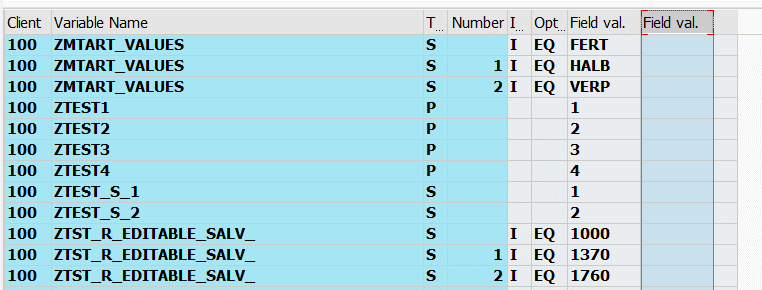 Client Variable Name T... Number I... Opt... Field val. Field val.
100 ZMTART_VALUES S I EQ FERT
100 ZMTART_VALUES S 1 I EQ HALB
100 ZMTART_VALUES S 2 I EQ VERP
100 ZTEST1 P 1
100 ZTEST2 P 2
100 ZTEST3 P 3
100 ZTEST4 P 4
100 ZTEST_S_1 S 1
100 ZTEST_S_2 S 2
100 ZTST_R_EDITABLE_SALV_ S I EQ 1000
100 ZTST_R_EDITABLE_SALV_ S 1 I EQ 1370
100 ZTST_R_EDITABLE_SALV_ S 2 I EQ 1760